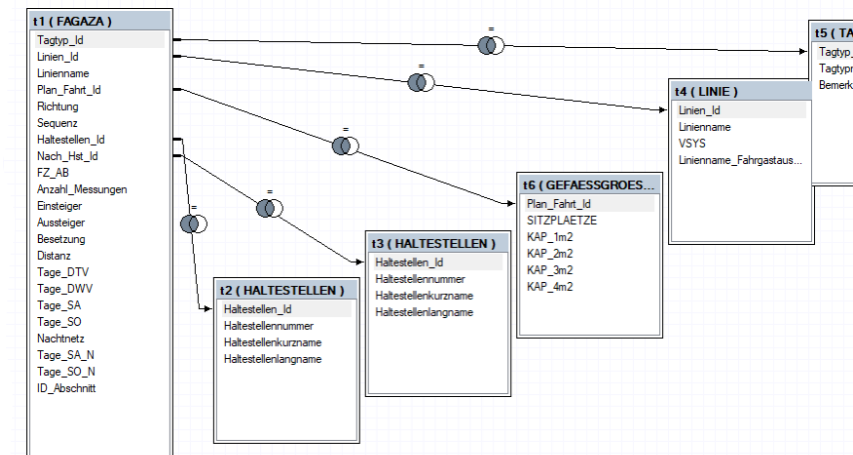 t1 ( FAGAZA )
Tagtyp_Id
Linien_Id
Linienname
Plan_Fahrt_Id
Richtung
Sequenz
Haltestellen_Id
Nach_Hst_Id
FZ_AB
Anzahl_Messungen
Einsteiger
Aussteiger
Besetzung
Distanz
Tage_DTV
Tage_DWV
Tage_SA
Tage_SO
Nachtnetz
Tage_SA_N
Tage_SO_N
ID_Abschnitt
=
=
=
=
=
t2 ( HALTESTELLEN )
Haltestellen_Id
Haltestellennummer
Haltestellenkurzname
Haltestellenlangname
t3 ( HALTESTELLEN )
Haltestellen_Id
Haltestellennummer
Haltestellenkurzname
Haltestellenlangname
t6 ( GEFAESSGROES...
Plan_Fahrt_Id
SITZPLAETZE
KAP_1m2
KAP_2m2
KAP_3m2
KAP_4m2
t4 ( LINIE )
Linien_Id
Linienname
VSYS
Linienname_Fahrgastaus...
t5 ( TA
Tagtyp_
Tagtypn
Bemerk